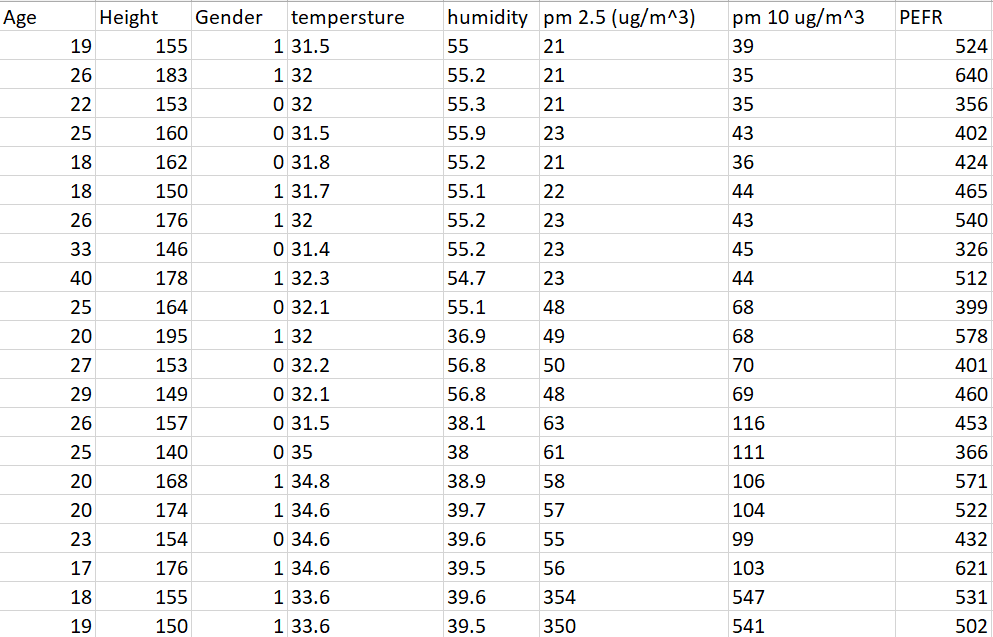 Age Height Gender tempersture humidity pm 2.5 (ug/m^3) pm 10 ug/m^3 PEFR
19 155 1 31.5 55 21 39 524
26 183 1 32 55.2 21 35 640
22 153 0 32 55.3 21 35 356
25 160 0 31.5 55.9 23 43 402
18 162 0 31.8 55.2 21 36 424
18 150 1 31.7 55.1 22 44 465
26 176 1 32 55.2 23 43 540
33 146 0 31.4 55.2 23 45 326
40 178 1 32.3 54.7 23 44 512
25 164 0 32.1 55.1 48 68 399
20 195 1 32 36.9 49 68 578
27 153 0 32.2 56.8 50 70 401
29 149 0 32.1 56.8 48 69 460
26 157 0 31.5 38.1 63 116 453
25 140 0 35 38 61 111 366
20 168 1 34.8 38.9 58 106 571
20 174 1 34.6 39.7 57 104 522
23 154 0 34.6 39.6 55 99 432
17 176 1 34.6 39.5 56 103 621
18 155 1 33.6 39.6 354 547 531
19 150 1 33.6 39.5 350 541 502